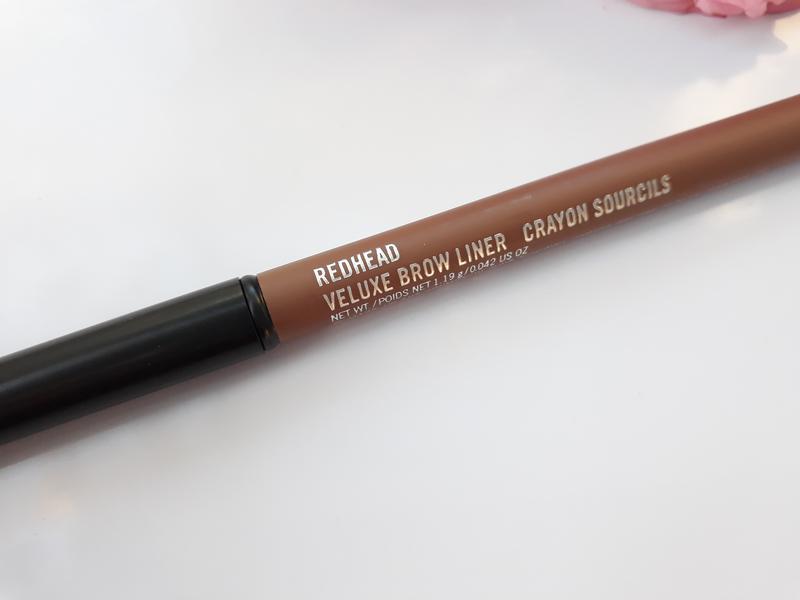 REDHEAD
VELUXE BROW LINER CRAYON SOURCILS
NET WT. / POIDS NET 1.19 g / 0.042 US OZ